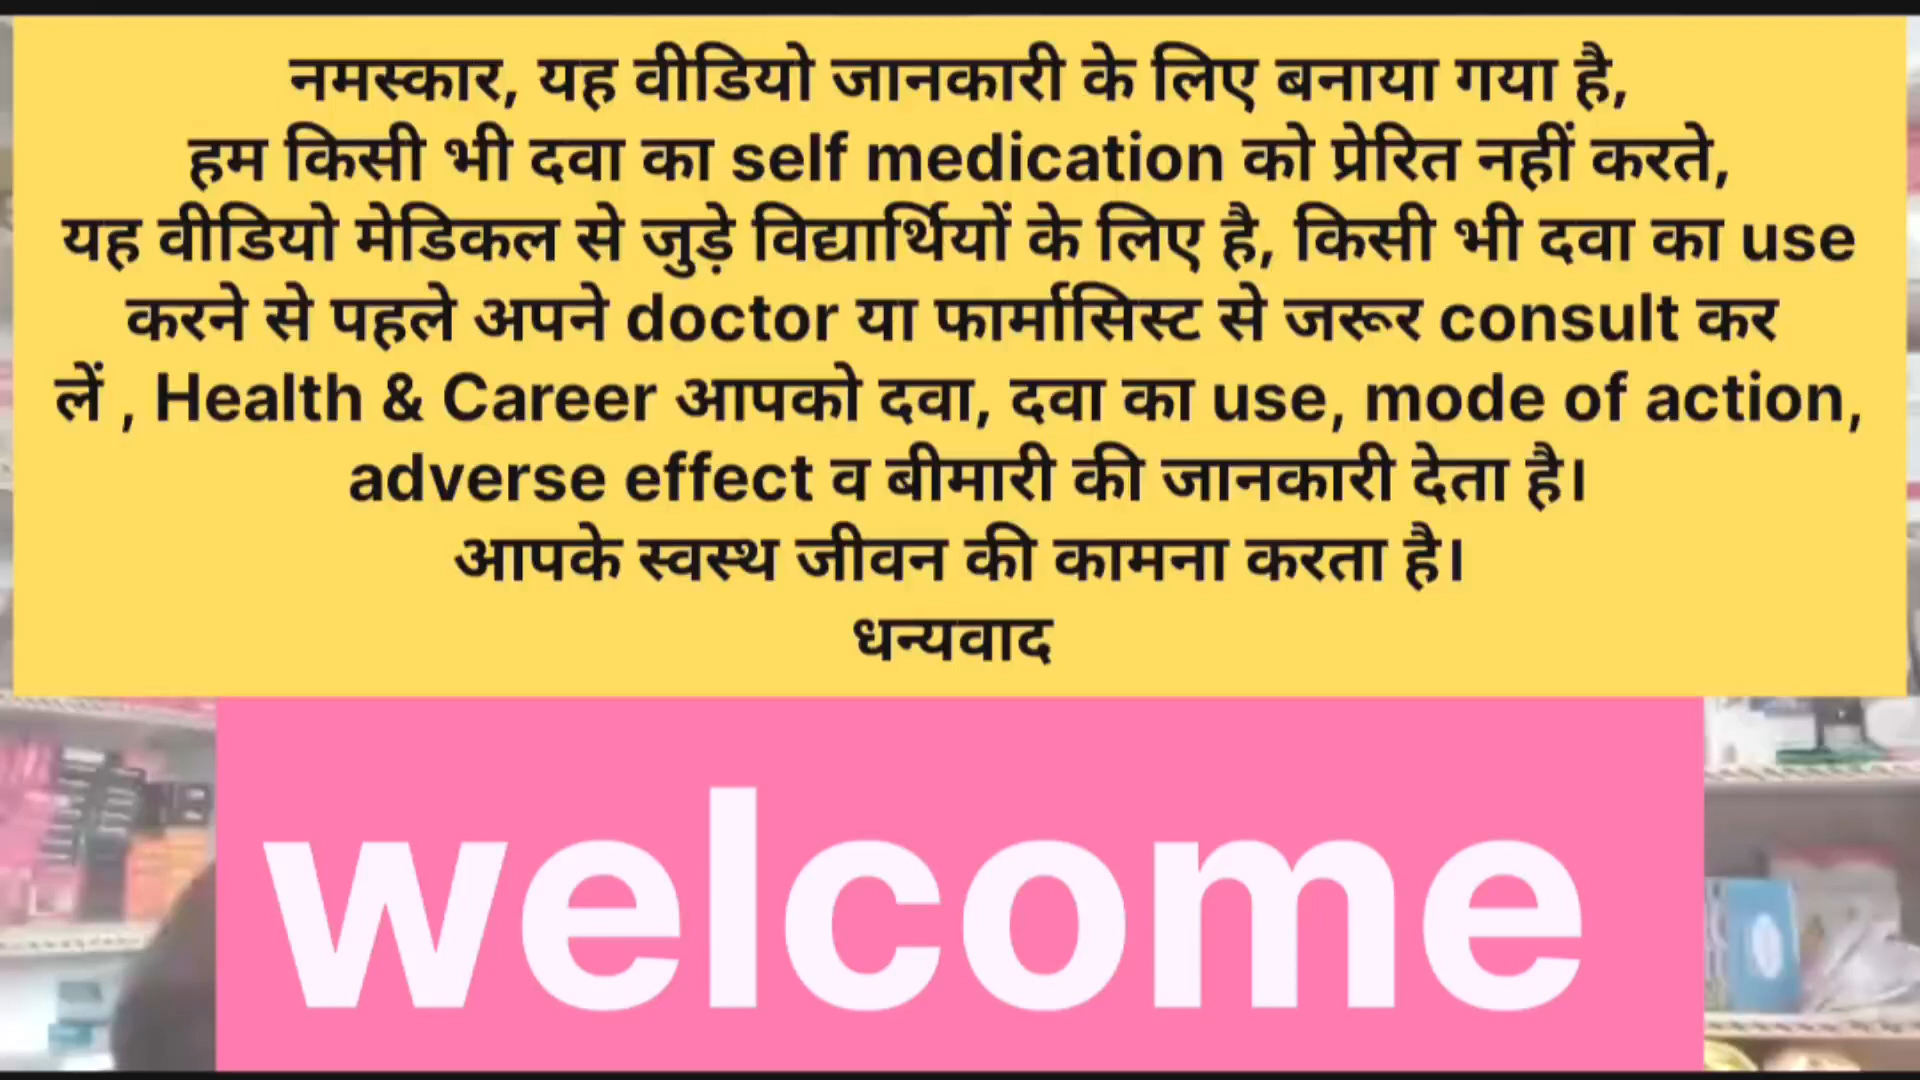 नमस्कार, यह वीडियो जानकारी के लिए बनाया गया है,
हम किसी भी दवा का self medication को प्रेरित नहीं करते,
यह वीडियो मेडिकल से जुड़े विद्यार्थियों के लिए है, किसी भी दवा का use
करने से पहले अपने doctor या फार्मासिस्ट से जरूर consult कर
लें , Health & Career आपको दवा, दवा का use, mode of action,
adverse effect व बीमारी की जानकारी देता है।
आपके स्वस्थ जीवन की कामना करता है।
धन्यवाद
welcome